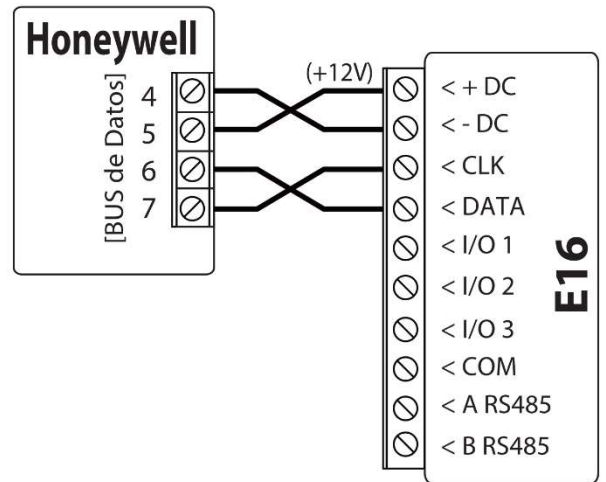 Honeywell
[BUS de Datos]
4
5
6
7
(+12V)
< + DC
< - DC
< CLK
< DATA
< I/O 1
< I/O 2
< I/O 3
< COM
< A RS485
< B RS485
E16